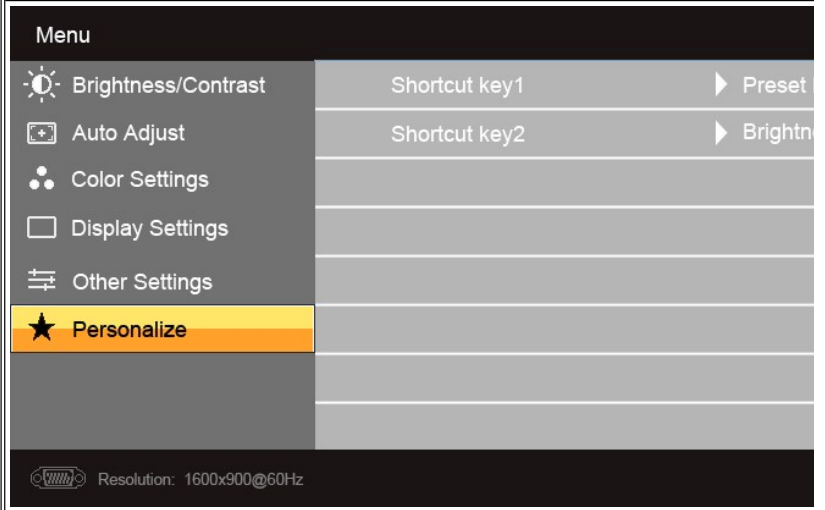 Menu
Brightness/Contrast
Shortcut key1
Preset
Auto Adjust
Shortcut key2
Color Settings
Display Settings
Other Settings
Personalize
Resolution: 1600x900@60Hz